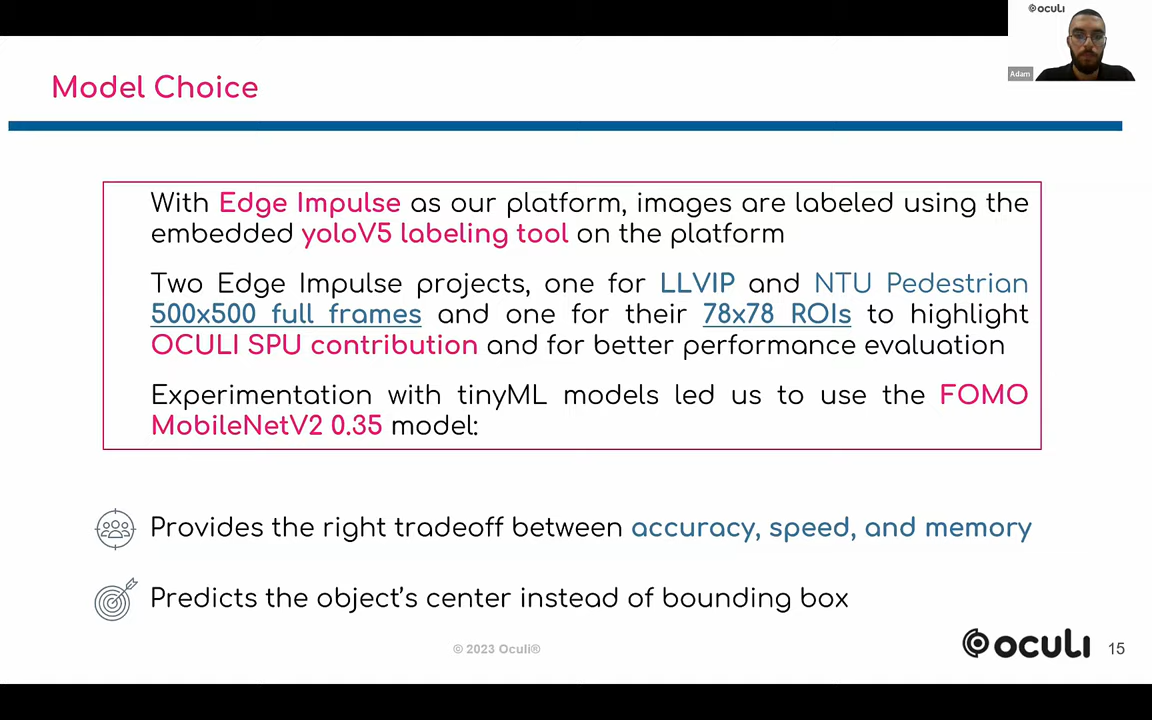 oculi
Adam
Model Choice
With Edge Impulse as our platform, images are labeled using the
embedded yoloV5 labeling tool on the platform
Two Edge Impulse projects, one for LLVIP and NTU Pedestrian
500x500 full frames and one for their 78x78 ROIs to highlight
OCULI SPU contribution and for better performance evaluation
Experimentation with tinyML models led us to use the FOMO
MobileNetV2 0.35 model:
Provides the right tradeoff between accuracy, speed, and memory
Predicts the object's center instead of bounding box
© 2023 Oculi®
oculi
15